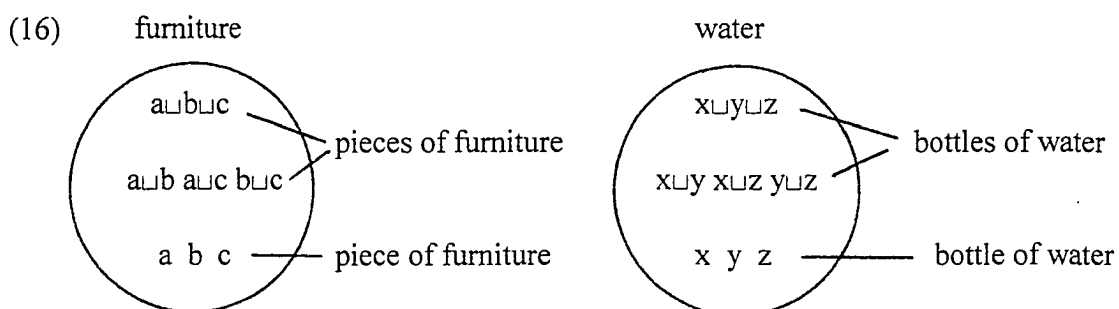 (16) furniture water
a⊔b⊔c x⊔y⊔z
pieces of furniture bottles of water
a⊔b a⊔c b⊔c x⊔y x⊔z y⊔z
a b c piece of furniture x y z bottle of water